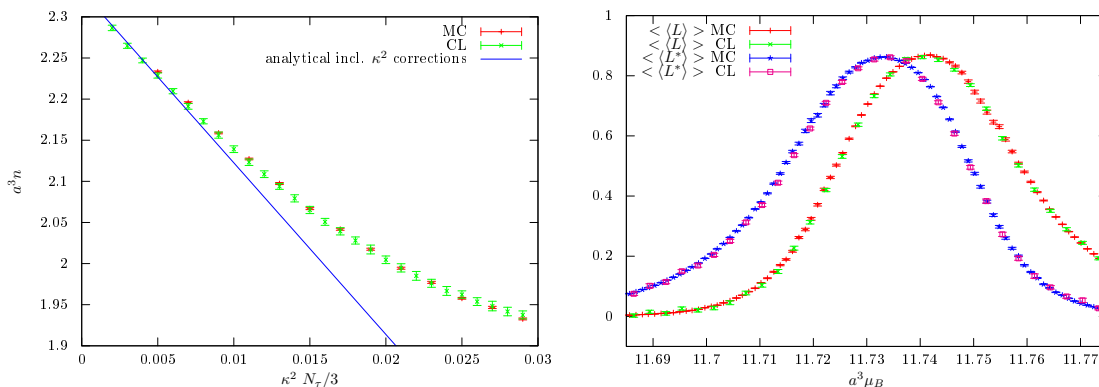 2.3
2.25
2.2
2.15
2.1
2.05
2
1.95
1.9
a³n
MC
CL
analytical incl. κ² corrections
0 0.005 0.01 0.015 0.02 0.025 0.03
κ² N_τ/3
1
0.8
0.6
0.4
0.2
0
< ⟨L⟩ > MC
< ⟨L⟩ > CL
< ⟨L*⟩ > MC
< ⟨L*⟩ > CL
11.69 11.7 11.71 11.72 11.73 11.74 11.75 11.76 11.77
a³μ_B